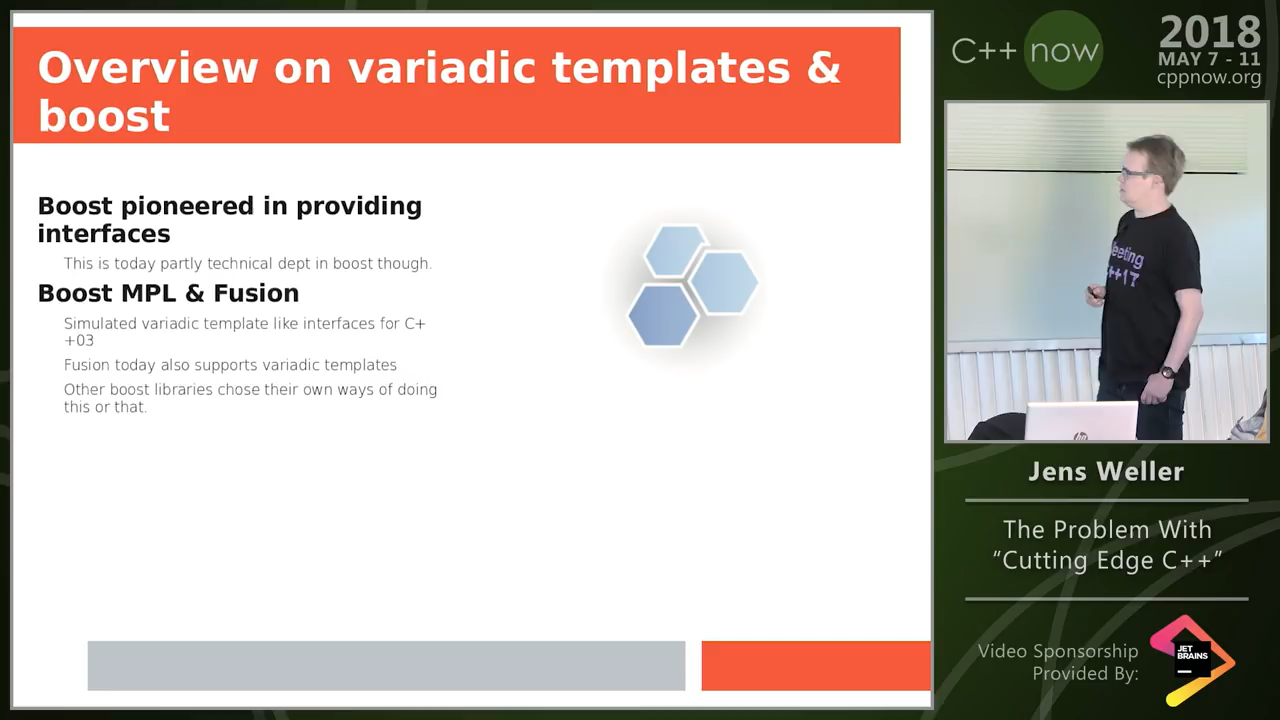 Overview on variadic templates &
boost
Boost pioneered in providing
interfaces
This is today partly technical dept in boost though.
Boost MPL & Fusion
Simulated variadic template like interfaces for C+
+03
Fusion today also supports variadic templates
Other boost libraries chose their own ways of doing
this or that.
C++ now
2018
MAY 7 - 11
cppnow.org
eeting
++17
hp
Jens Weller
The Problem With
“Cutting Edge C++”
Video Sponsorship
Provided By:
JET
BRAINS